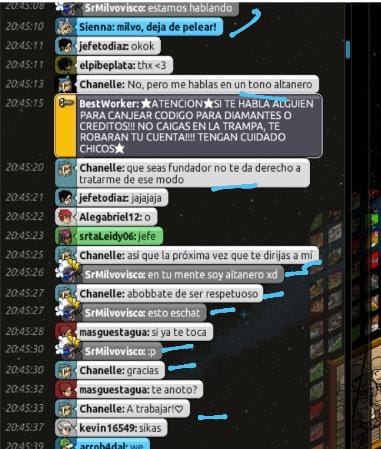 20:45:08 SrMilvovisco: estamos hablando
20:45:10 Sienna: milvo, deja de pelear!
20:45:11 jefetodiaz: okok
20:45:11 elpibeplata: thx <3
20:45:13 Chanelle: No, pero me hablas en un tono altanero
20:45:15 BestWorker: ★ATENCION★SI TE HABLA ALGUIEN
PARA CANJEAR CODIGO PARA DIAMANTES O
CREDITOS!!! NO CAIGAS EN LA TRAMPA, TE
ROBARAN TU CUENTA!!!! TENGAN CUIDADO
CHICOS★
20:45:20 Chanelle: que seas fundador no te da derecho a
tratarme de ese modo
20:45:21 jefetodiaz: jajajaja
20:45:22 Alegabriel12: o
20:45:23 srtaLeidy06: jefe
20:45:25 Chanelle: así que la próxima vez que te dirijas a mí
20:45:26 SrMilvovisco: en tu mente soy altanero xd
20:45:27 Chanelle: abobbate de ser respetuoso
20:45:27 SrMilvovisco: esto eschat
20:45:28 masguestagua: si ya te toca
20:45:30 SrMilvovisco: :p
20:45:30 Chanelle: gracias
20:45:32 masguestagua: te anoto?
20:45:33 Chanelle: A trabajar!♡
20:45:37 kevin16549: sikas
20:45:39 arrob4dal: we